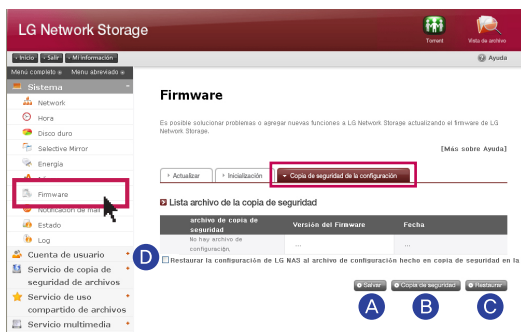 LG Network Storage
Torrent
Vista de archivo
Inicio Salir Mi información
Ayuda
Menú completo Menú abreviado
Sistema
Network
Hora
Disco duro
Selective Mirror
Energía
Firmware
Notificación de mail
Estado
Log
Cuenta de usuario
Servicio de copia de
seguridad de archivos
Servicio de uso
compartido de archivos
Servicio multimedia
Firmware
Es posible solucionar problemas o agregar nuevas funciones a LG Network Storage actualizando el firmware de LG
Network Storage.
[Más sobre Ayuda]
Actualizar
Inicialización
Copia de seguridad de la configuración
Lista archivo de la copia de seguridad
archivo de copia de
seguridad
Versión del Firmware
Fecha
No hay archivo de
configuración.
...
...
D
Restaurar la configuración de LG NAS al archivo de configuración hecho en copia de seguridad en la
Salvar
Copia de seguridad
Restaurar
A
B
C